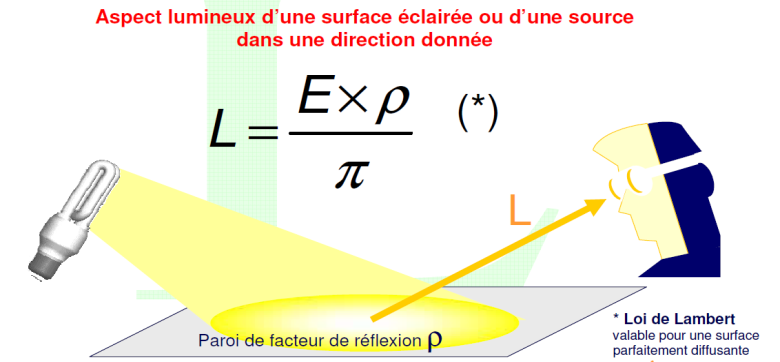 Aspect lumineux d'une surface éclairée ou d'une source
dans une direction donnée
L = E × ρ / π (*)
L
Paroi de facteur de réflexion ρ
* Loi de Lambert
valable pour une surface
parfaitement diffusante